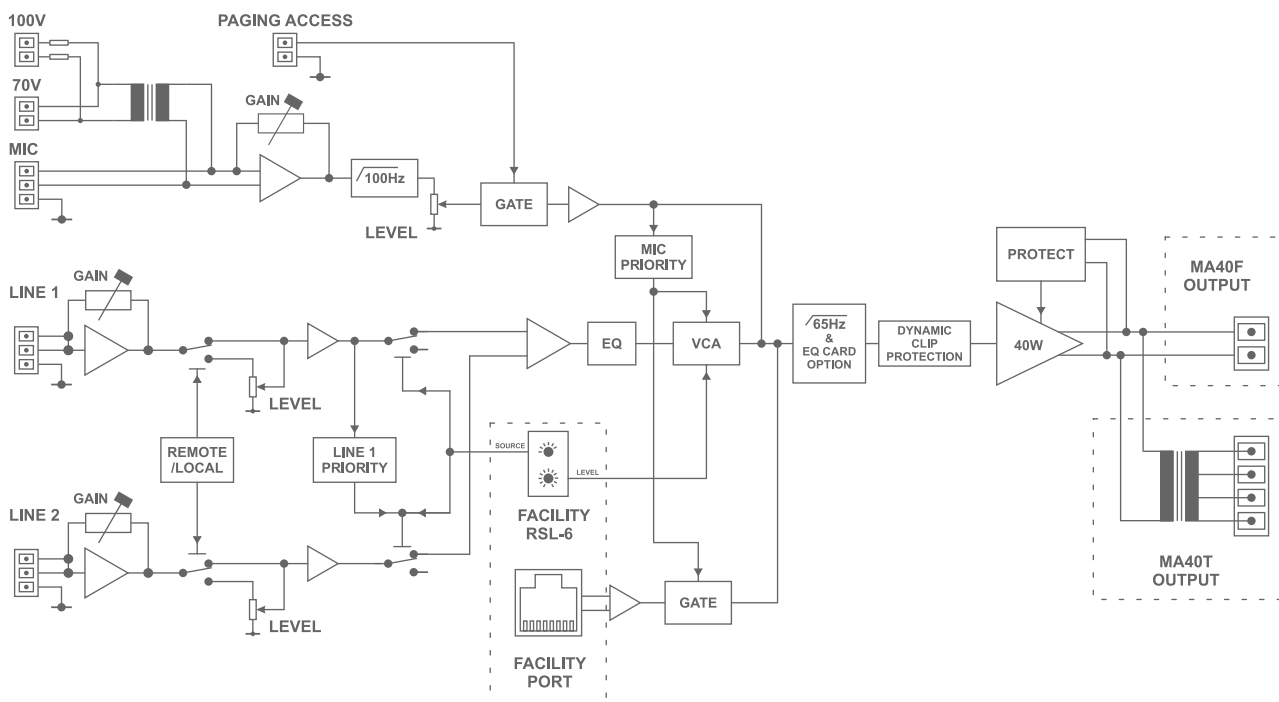 100V
PAGING ACCESS
70V
GAIN
MIC
100Hz
LEVEL
GATE
MIC
PRIORITY
PROTECT
MA40F
OUTPUT
LINE 1
GAIN
EQ
VCA
65Hz
&
EQ CARD
OPTION
DYNAMIC
CLIP
PROTECTION
40W
LEVEL
REMOTE
/LOCAL
LINE 1
PRIORITY
SOURCE
LEVEL
LINE 2
GAIN
FACILITY
RSL-6
MA40T
OUTPUT
LEVEL
GATE
FACILITY
PORT